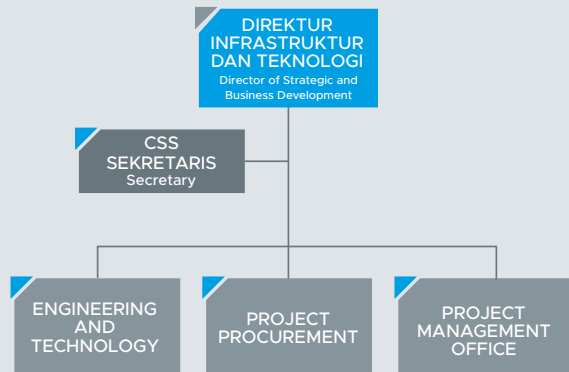 DIREKTUR
INFRASTRUKTUR
DAN TEKNOLOGI
Director of Strategic and
Business Development
CSS
SEKRETARIS
Secretary
ENGINEERING
AND
TECHNOLOGY
PROJECT
PROCUREMENT
PROJECT
MANAGEMENT
OFFICE